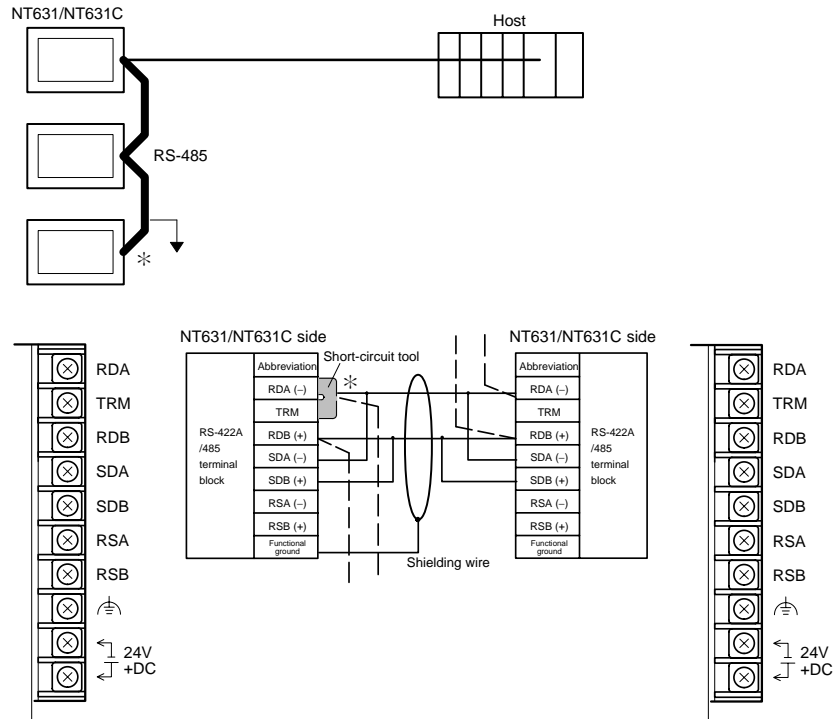 NT631/NT631C
Host
RS-485
*
NT631/NT631C side
NT631/NT631C side
RDA
TRM
RDB
SDA
SDB
RSA
RSB
24V
+DC
Short-circuit tool
*
RS-422A
/485
terminal
block
Abbreviation
RDA (–)
TRM
RDB (+)
SDA (–)
SDB (+)
RSA (–)
RSB (+)
Functional
ground
Shielding wire
Abbreviation
RDA (–)
TRM
RDB (+)
SDA (–)
SDB (+)
RSA (–)
RSB (+)
Functional
ground
RS-422A
/485
terminal
block
RDA
TRM
RDB
SDA
SDB
RSA
RSB
24V
+DC